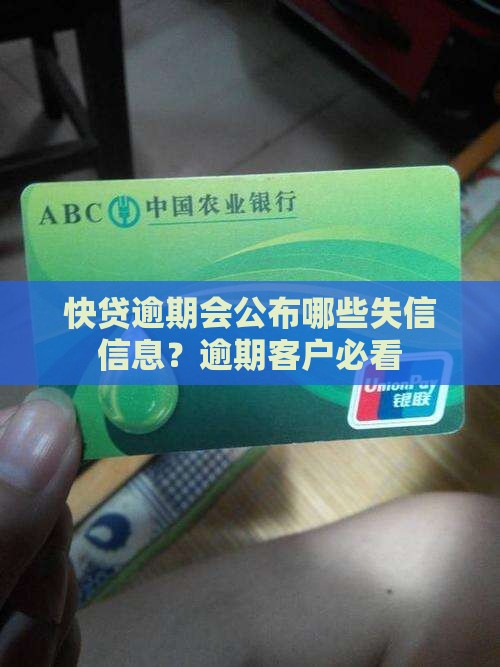 ABC 中国农业银行
快贷逾期会公布哪些失信
信息？逾期客户必看
UnionPay
银联